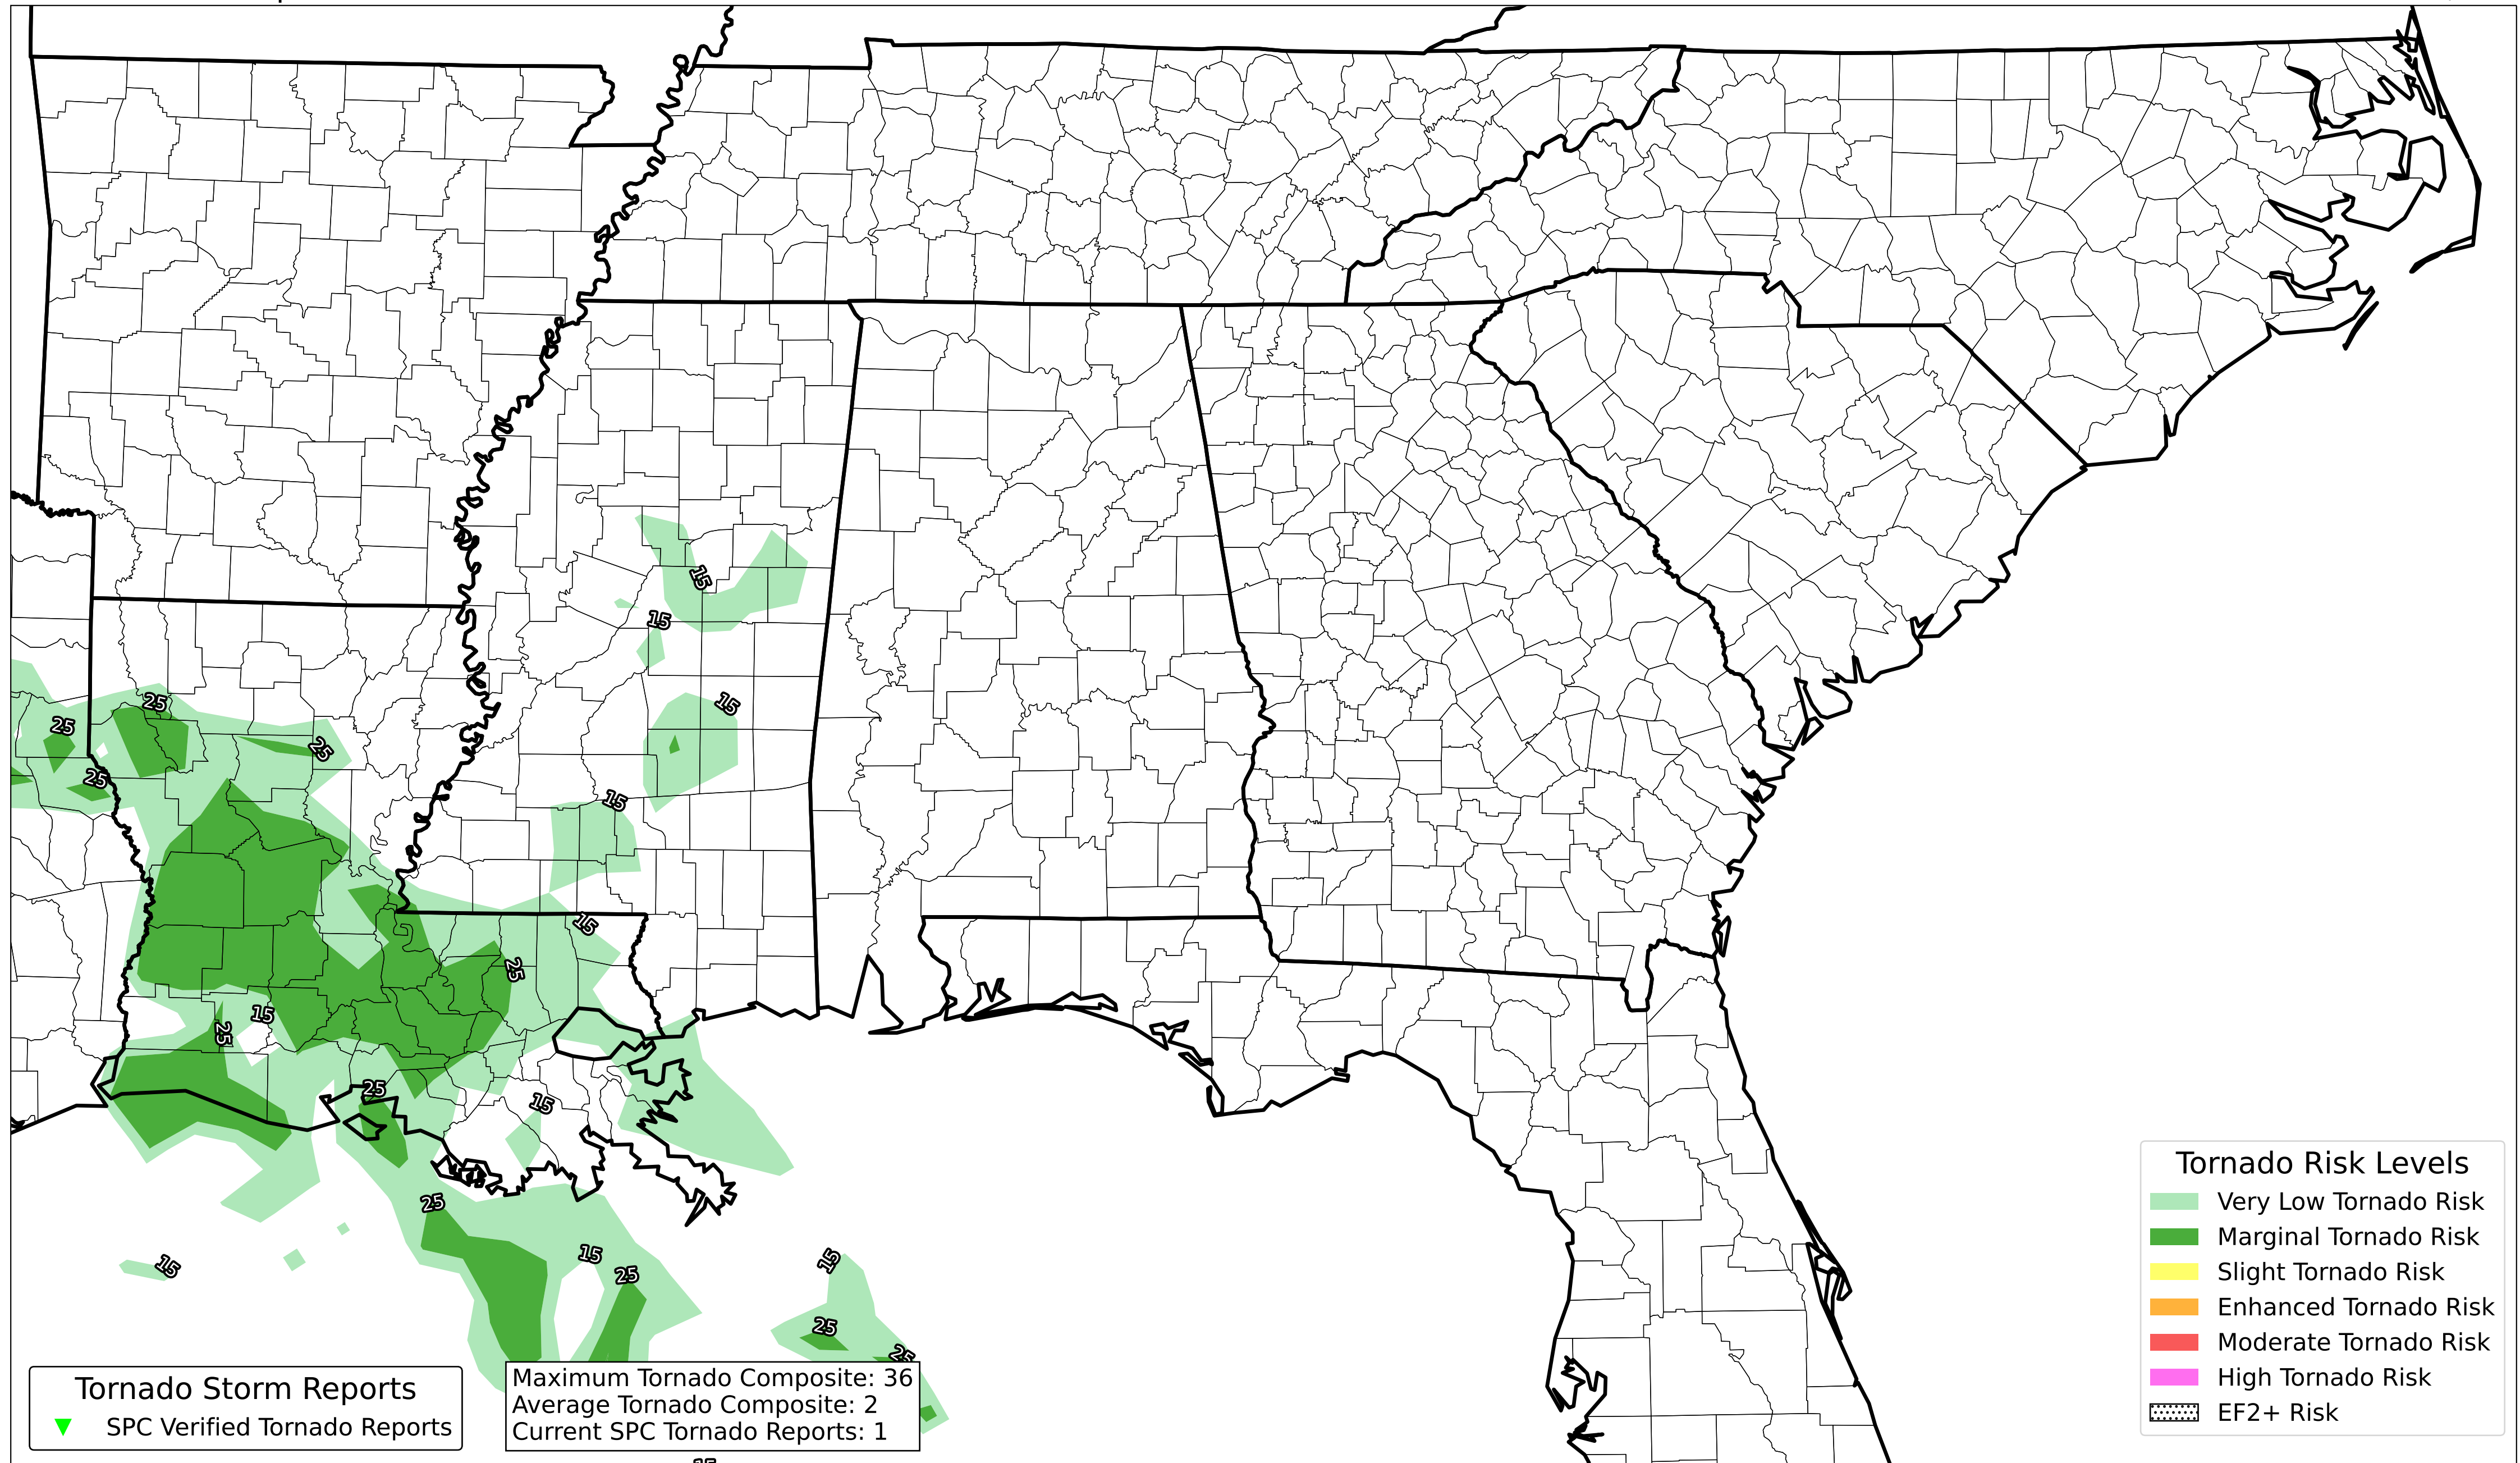 15
15
15
25
25
25
25
15
15
25
15
25
25
15
25
15
15
25
15
25
25
Tornado Storm Reports
SPC Verified Tornado Reports
Maximum Tornado Composite: 36
Average Tornado Composite: 2
Current SPC Tornado Reports: 1
Tornado Risk Levels
Very Low Tornado Risk
Marginal Tornado Risk
Slight Tornado Risk
Enhanced Tornado Risk
Moderate Tornado Risk
High Tornado Risk
EF2+ Risk